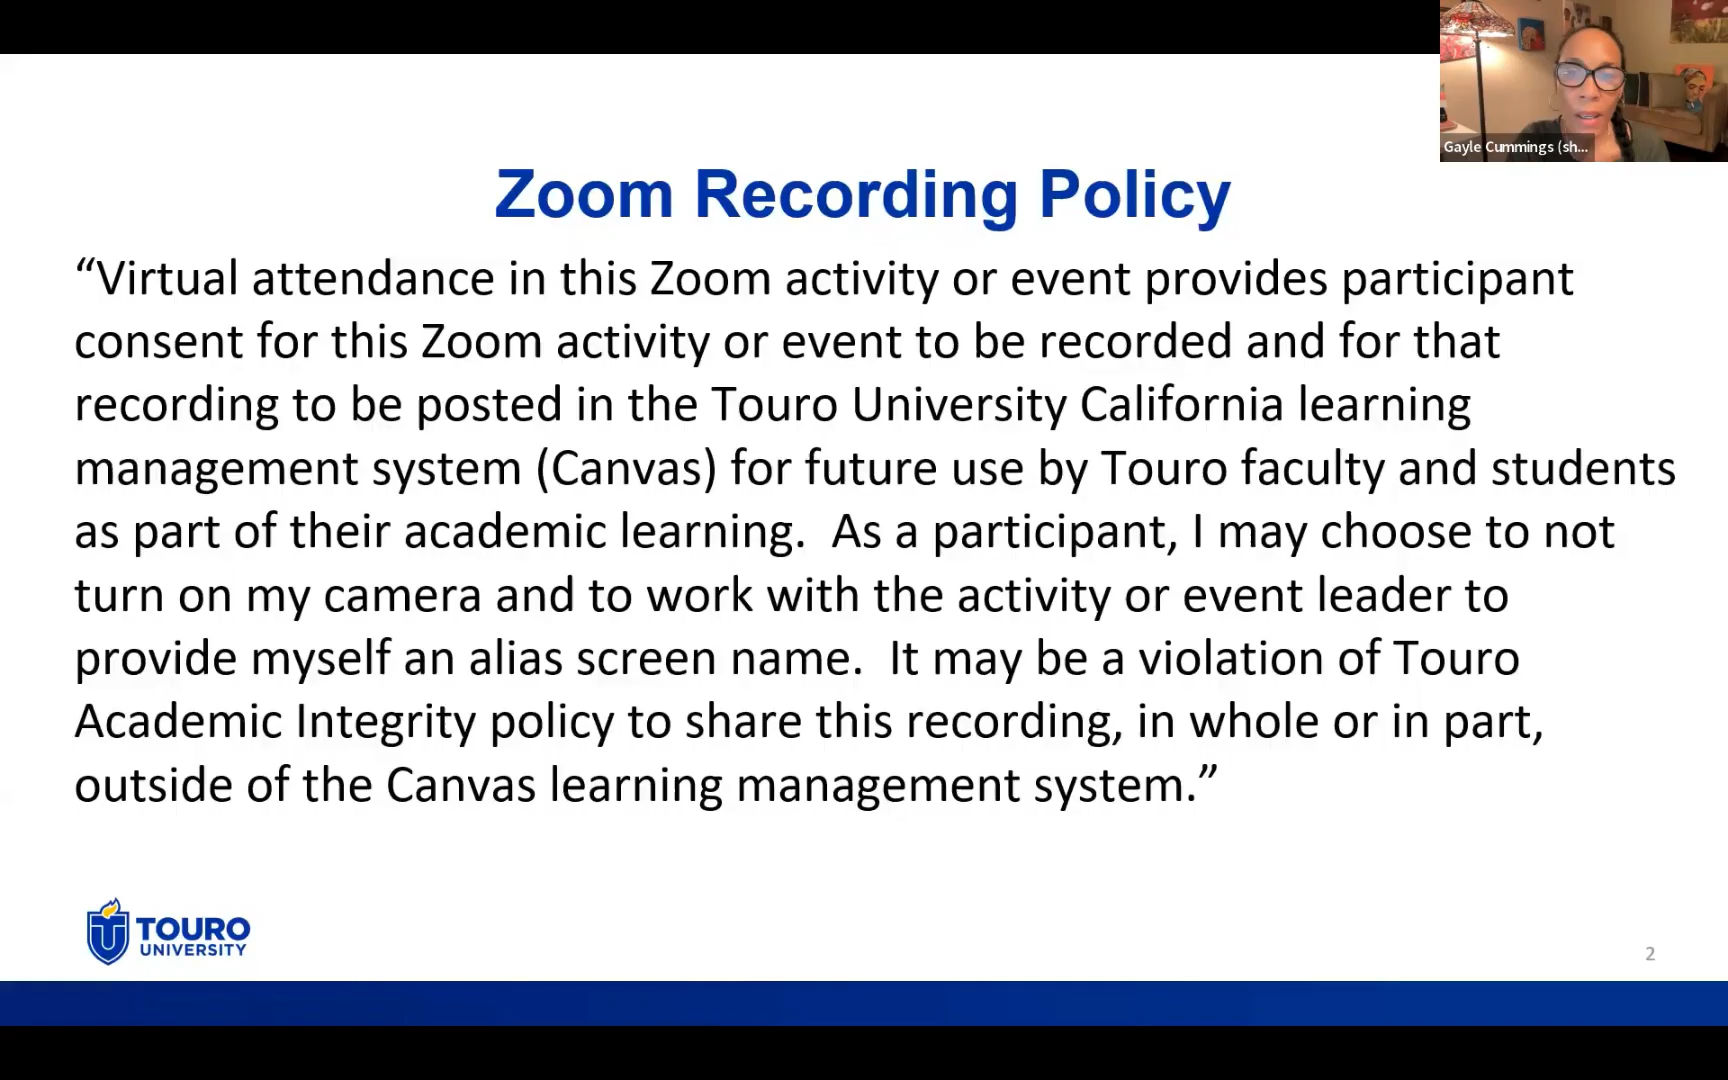 Gayle Cummings (sh...
Zoom Recording Policy
“Virtual attendance in this Zoom activity or event provides participant
consent for this Zoom activity or event to be recorded and for that
recording to be posted in the Touro University California learning
management system (Canvas) for future use by Touro faculty and students
as part of their academic learning.  As a participant, I may choose to not
turn on my camera and to work with the activity or event leader to
provide myself an alias screen name.  It may be a violation of Touro
Academic Integrity policy to share this recording, in whole or in part,
outside of the Canvas learning management system.”
TOURO
UNIVERSITY
2